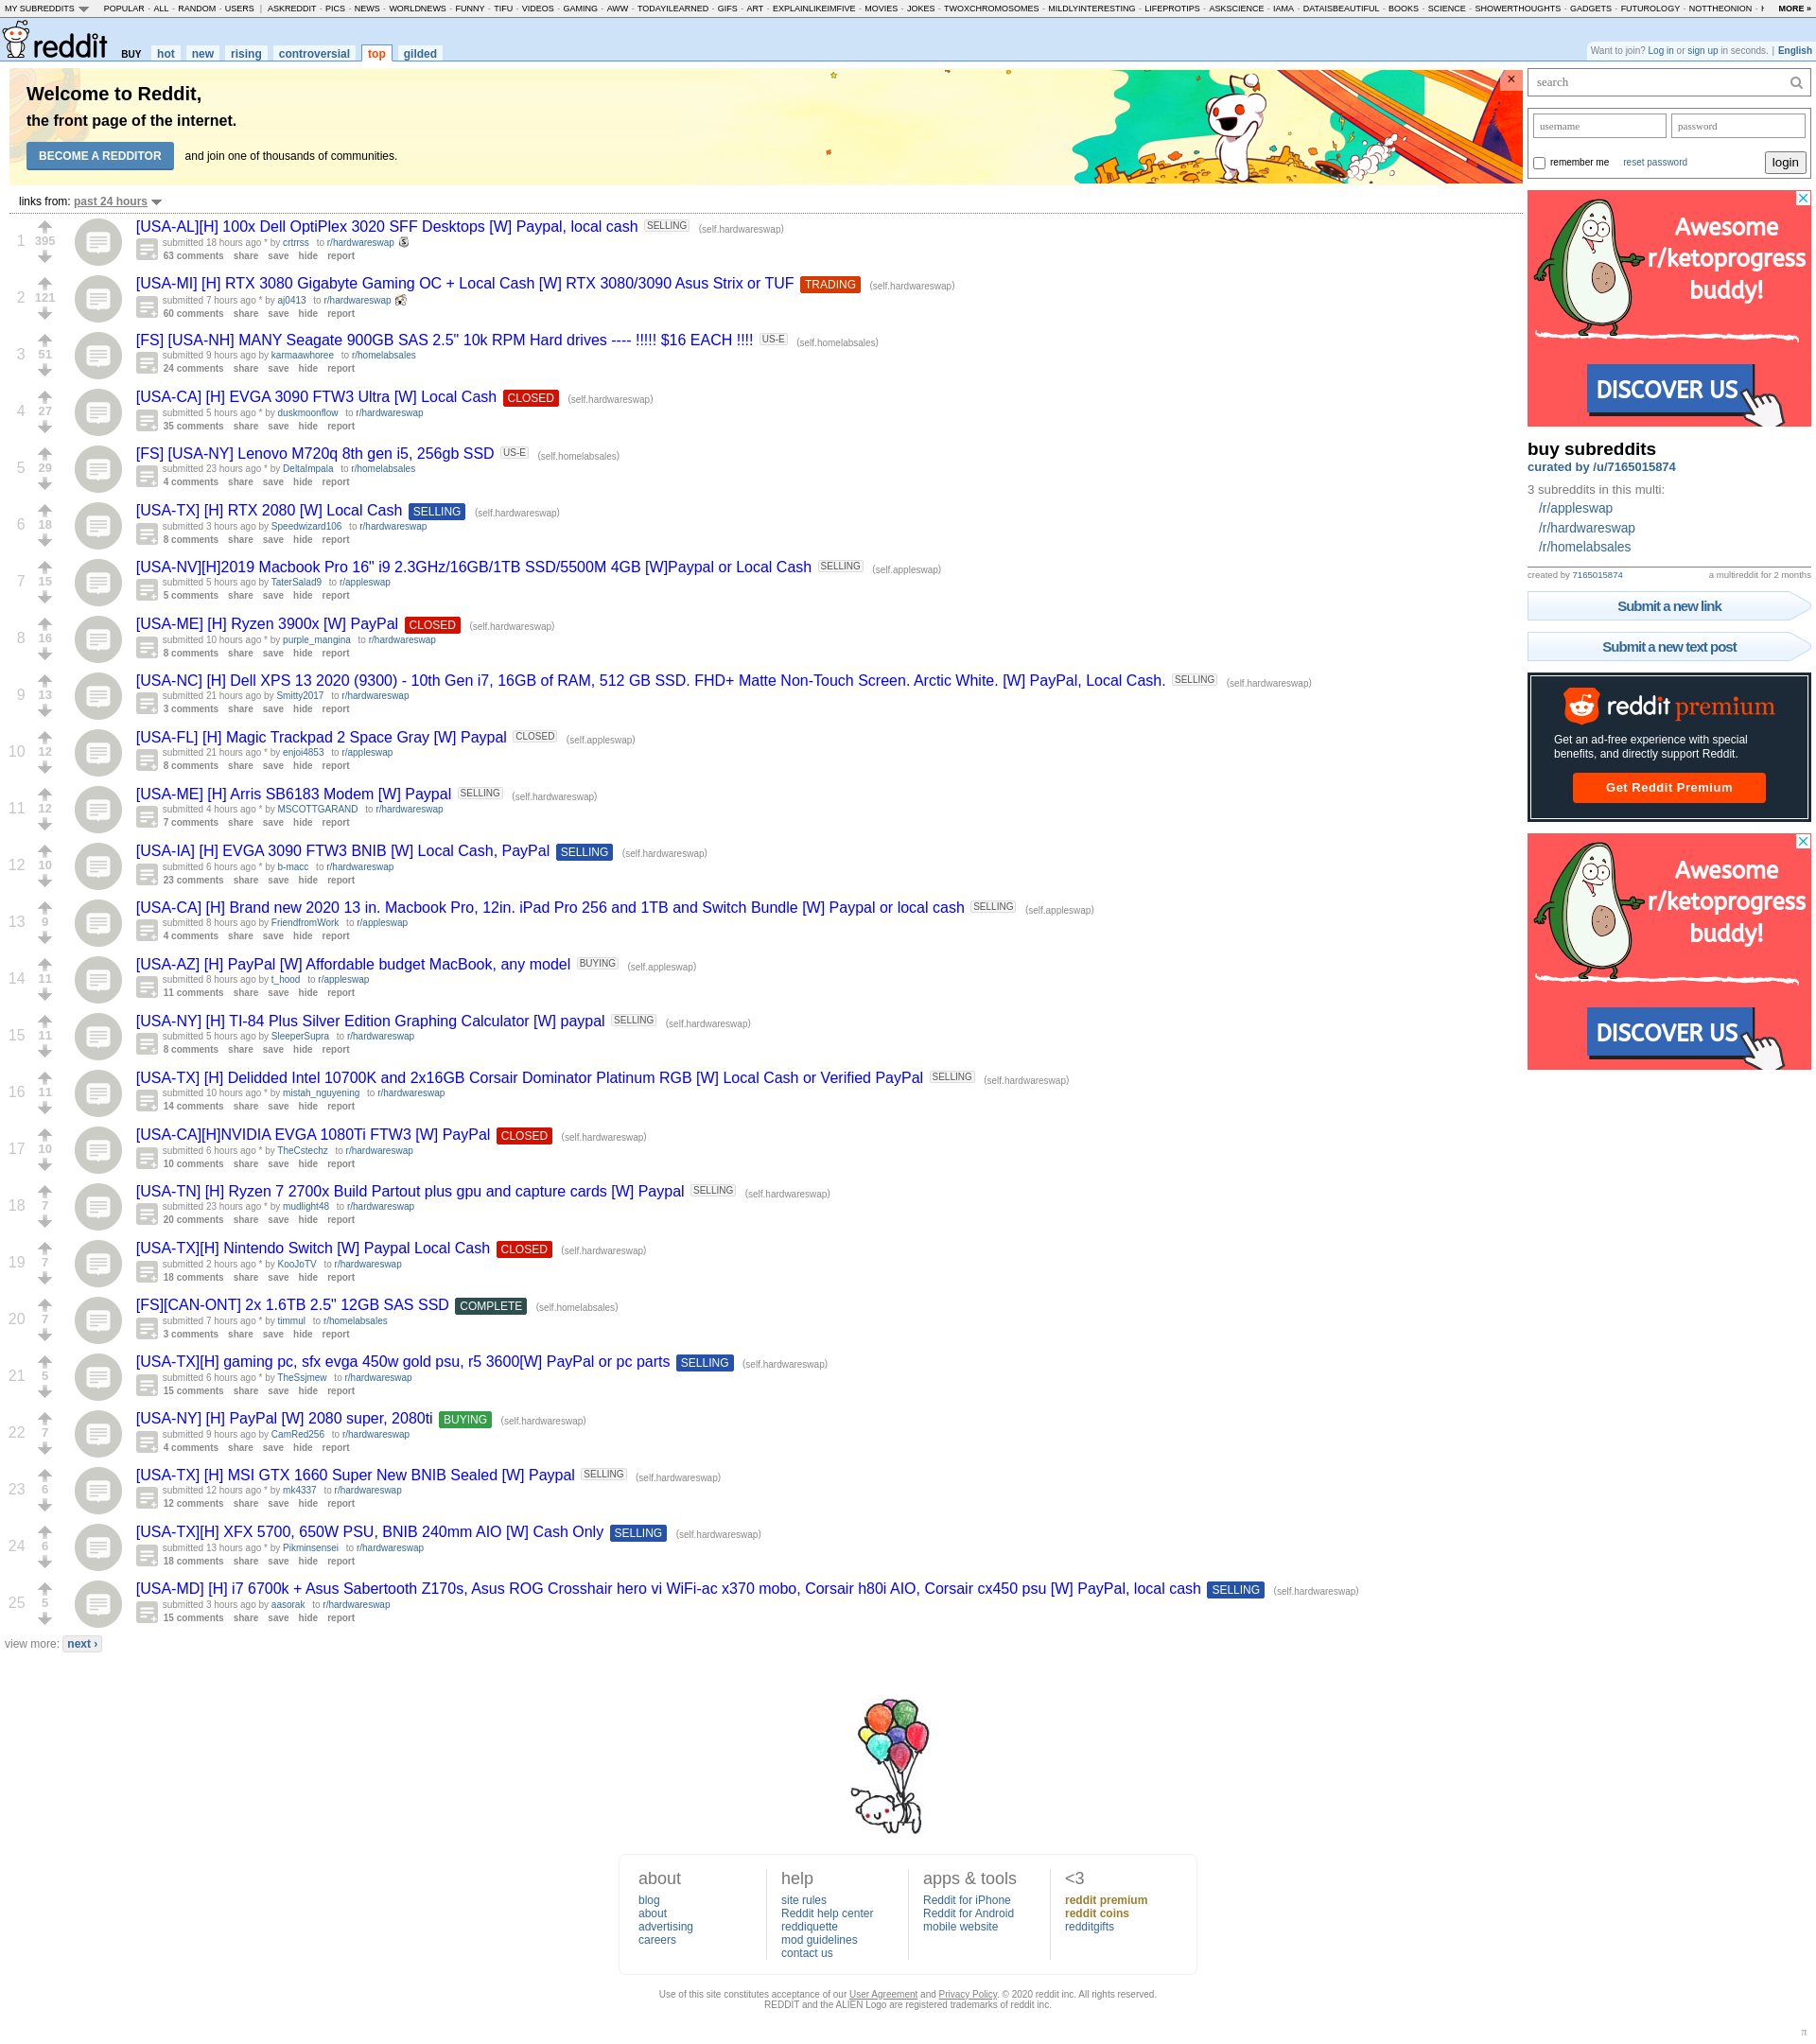 MY SUBREDDITS POPULAR - ALL - RANDOM - USERS | ASKREDDIT - PICS - NEWS - WORLDNEWS - FUNNY - TIFU - VIDEOS - GAMING - AWW - TODAYILEARNED - GIFS - ART - EXPLAINLIKEIMFIVE - MOVIES - JOKES - TWOXCHROMOSOMES - MILDLYINTERESTING - LIFEPROTIPS - ASKSCIENCE - IAMA - DATAISBEAUTIFUL - BOOKS - SCIENCE - SHOWERTHOUGHTS - GADGETS - FUTUROLOGY - NOTTHEONION - MORE »
reddit BUY hot new rising controversial top gilded
Want to join? Log in or sign up in seconds. | English
Welcome to Reddit,
the front page of the internet.
BECOME A REDDITOR and join one of thousands of communities.
links from: past 24 hours
1 395 [USA-AL][H] 100x Dell OptiPlex 3020 SFF Desktops [W] Paypal, local cash SELLING (self.hardwareswap)
submitted 18 hours ago * by crtrrss to r/hardwareswap
63 comments share save hide report
2 121 [USA-MI] [H] RTX 3080 Gigabyte Gaming OC + Local Cash [W] RTX 3080/3090 Asus Strix or TUF TRADING (self.hardwareswap)
submitted 7 hours ago * by aj0413 to r/hardwareswap
60 comments share save hide report
3 51 [FS] [USA-NH] MANY Seagate 900GB SAS 2.5" 10k RPM Hard drives ---- !!!!! $16 EACH !!!! US-E (self.homelabsales)
submitted 9 hours ago by karmaawhoree to r/homelabsales
24 comments share save hide report
4 27 [USA-CA] [H] EVGA 3090 FTW3 Ultra [W] Local Cash CLOSED (self.hardwareswap)
submitted 5 hours ago * by duskmoonflow to r/hardwareswap
35 comments share save hide report
5 29 [FS] [USA-NY] Lenovo M720q 8th gen i5, 256gb SSD US-E (self.homelabsales)
submitted 23 hours ago * by DeltaImpala to r/homelabsales
4 comments share save hide report
6 18 [USA-TX] [H] RTX 2080 [W] Local Cash SELLING (self.hardwareswap)
submitted 3 hours ago by Speedwizard106 to r/hardwareswap
8 comments share save hide report
7 15 [USA-NV][H]2019 Macbook Pro 16" i9 2.3GHz/16GB/1TB SSD/5500M 4GB [W]Paypal or Local Cash SELLING (self.appleswap)
submitted 5 hours ago by TaterSalad9 to r/appleswap
5 comments share save hide report
8 16 [USA-ME] [H] Ryzen 3900x [W] PayPal CLOSED (self.hardwareswap)
submitted 10 hours ago * by purple_mangina to r/hardwareswap
8 comments share save hide report
9 13 [USA-NC] [H] Dell XPS 13 2020 (9300) - 10th Gen i7, 16GB of RAM, 512 GB SSD. FHD+ Matte Non-Touch Screen. Arctic White. [W] PayPal, Local Cash. SELLING (self.hardwareswap)
submitted 21 hours ago by Smitty2017 to r/hardwareswap
3 comments share save hide report
10 12 [USA-FL] [H] Magic Trackpad 2 Space Gray [W] Paypal CLOSED (self.appleswap)
submitted 21 hours ago * by enjoi4853 to r/appleswap
8 comments share save hide report
11 12 [USA-ME] [H] Arris SB6183 Modem [W] Paypal SELLING (self.hardwareswap)
submitted 4 hours ago * by MSCOTTGARAND to r/hardwareswap
7 comments share save hide report
12 10 [USA-IA] [H] EVGA 3090 FTW3 BNIB [W] Local Cash, PayPal SELLING (self.hardwareswap)
submitted 6 hours ago * by b-macc to r/hardwareswap
23 comments share save hide report
13 9 [USA-CA] [H] Brand new 2020 13 in. Macbook Pro, 12in. iPad Pro 256 and 1TB and Switch Bundle [W] Paypal or local cash SELLING (self.appleswap)
submitted 8 hours ago by FriendfromWork to r/appleswap
4 comments share save hide report
14 11 [USA-AZ] [H] PayPal [W] Affordable budget MacBook, any model BUYING (self.appleswap)
submitted 8 hours ago by t_hood to r/appleswap
11 comments share save hide report
15 11 [USA-NY] [H] TI-84 Plus Silver Edition Graphing Calculator [W] paypal SELLING (self.hardwareswap)
submitted 5 hours ago by SleeperSupra to r/hardwareswap
8 comments share save hide report
16 11 [USA-TX] [H] Delidded Intel 10700K and 2x16GB Corsair Dominator Platinum RGB [W] Local Cash or Verified PayPal SELLING (self.hardwareswap)
submitted 10 hours ago * by mistah_nguyening to r/hardwareswap
14 comments share save hide report
17 10 [USA-CA][H]NVIDIA EVGA 1080Ti FTW3 [W] PayPal CLOSED (self.hardwareswap)
submitted 6 hours ago * by TheCstechz to r/hardwareswap
10 comments share save hide report
18 7 [USA-TN] [H] Ryzen 7 2700x Build Partout plus gpu and capture cards [W] Paypal SELLING (self.hardwareswap)
submitted 23 hours ago * by mudlight48 to r/hardwareswap
20 comments share save hide report
19 7 [USA-TX][H] Nintendo Switch [W] Paypal Local Cash CLOSED (self.hardwareswap)
submitted 2 hours ago * by KooJoTV to r/hardwareswap
18 comments share save hide report
20 7 [FS][CAN-ONT] 2x 1.6TB 2.5" 12GB SAS SSD COMPLETE (self.homelabsales)
submitted 7 hours ago * by timmul to r/homelabsales
3 comments share save hide report
21 5 [USA-TX][H] gaming pc, sfx evga 450w gold psu, r5 3600[W] PayPal or pc parts SELLING (self.hardwareswap)
submitted 6 hours ago * by TheSsjmew to r/hardwareswap
15 comments share save hide report
22 7 [USA-NY] [H] PayPal [W] 2080 super, 2080ti BUYING (self.hardwareswap)
submitted 9 hours ago by CamRed256 to r/hardwareswap
4 comments share save hide report
23 6 [USA-TX] [H] MSI GTX 1660 Super New BNIB Sealed [W] Paypal SELLING (self.hardwareswap)
submitted 12 hours ago * by mk4337 to r/hardwareswap
12 comments share save hide report
24 6 [USA-TX][H] XFX 5700, 650W PSU, BNIB 240mm AIO [W] Cash Only SELLING (self.hardwareswap)
submitted 13 hours ago * by Pikminsensei to r/hardwareswap
18 comments share save hide report
25 5 [USA-MD] [H] i7 6700k + Asus Sabertooth Z170s, Asus ROG Crosshair hero vi WiFi-ac x370 mobo, Corsair h80i AIO, Corsair cx450 psu [W] PayPal, local cash SELLING (self.hardwareswap)
submitted 3 hours ago by aasorak to r/hardwareswap
15 comments share save hide report
view more: next ›
search
username password
remember me reset password login
Awesome
r/ketoprogress
buddy!
DISCOVER US
buy subreddits
curated by /u/7165015874
3 subreddits in this multi:
/r/appleswap
/r/hardwareswap
/r/homelabsales
created by 7165015874 a multireddit for 2 months
Submit a new link
Submit a new text post
reddit premium
Get an ad-free experience with special
benefits, and directly support Reddit.
Get Reddit Premium
Awesome
r/ketoprogress
buddy!
DISCOVER US
about
blog
about
advertising
careers
help
site rules
Reddit help center
reddiquette
mod guidelines
contact us
apps & tools
Reddit for iPhone
Reddit for Android
mobile website
<3
reddit premium
reddit coins
redditgifts
Use of this site constitutes acceptance of our User Agreement and Privacy Policy. © 2020 reddit inc. All rights reserved.
REDDIT and the ALIEN Logo are registered trademarks of reddit inc.
π